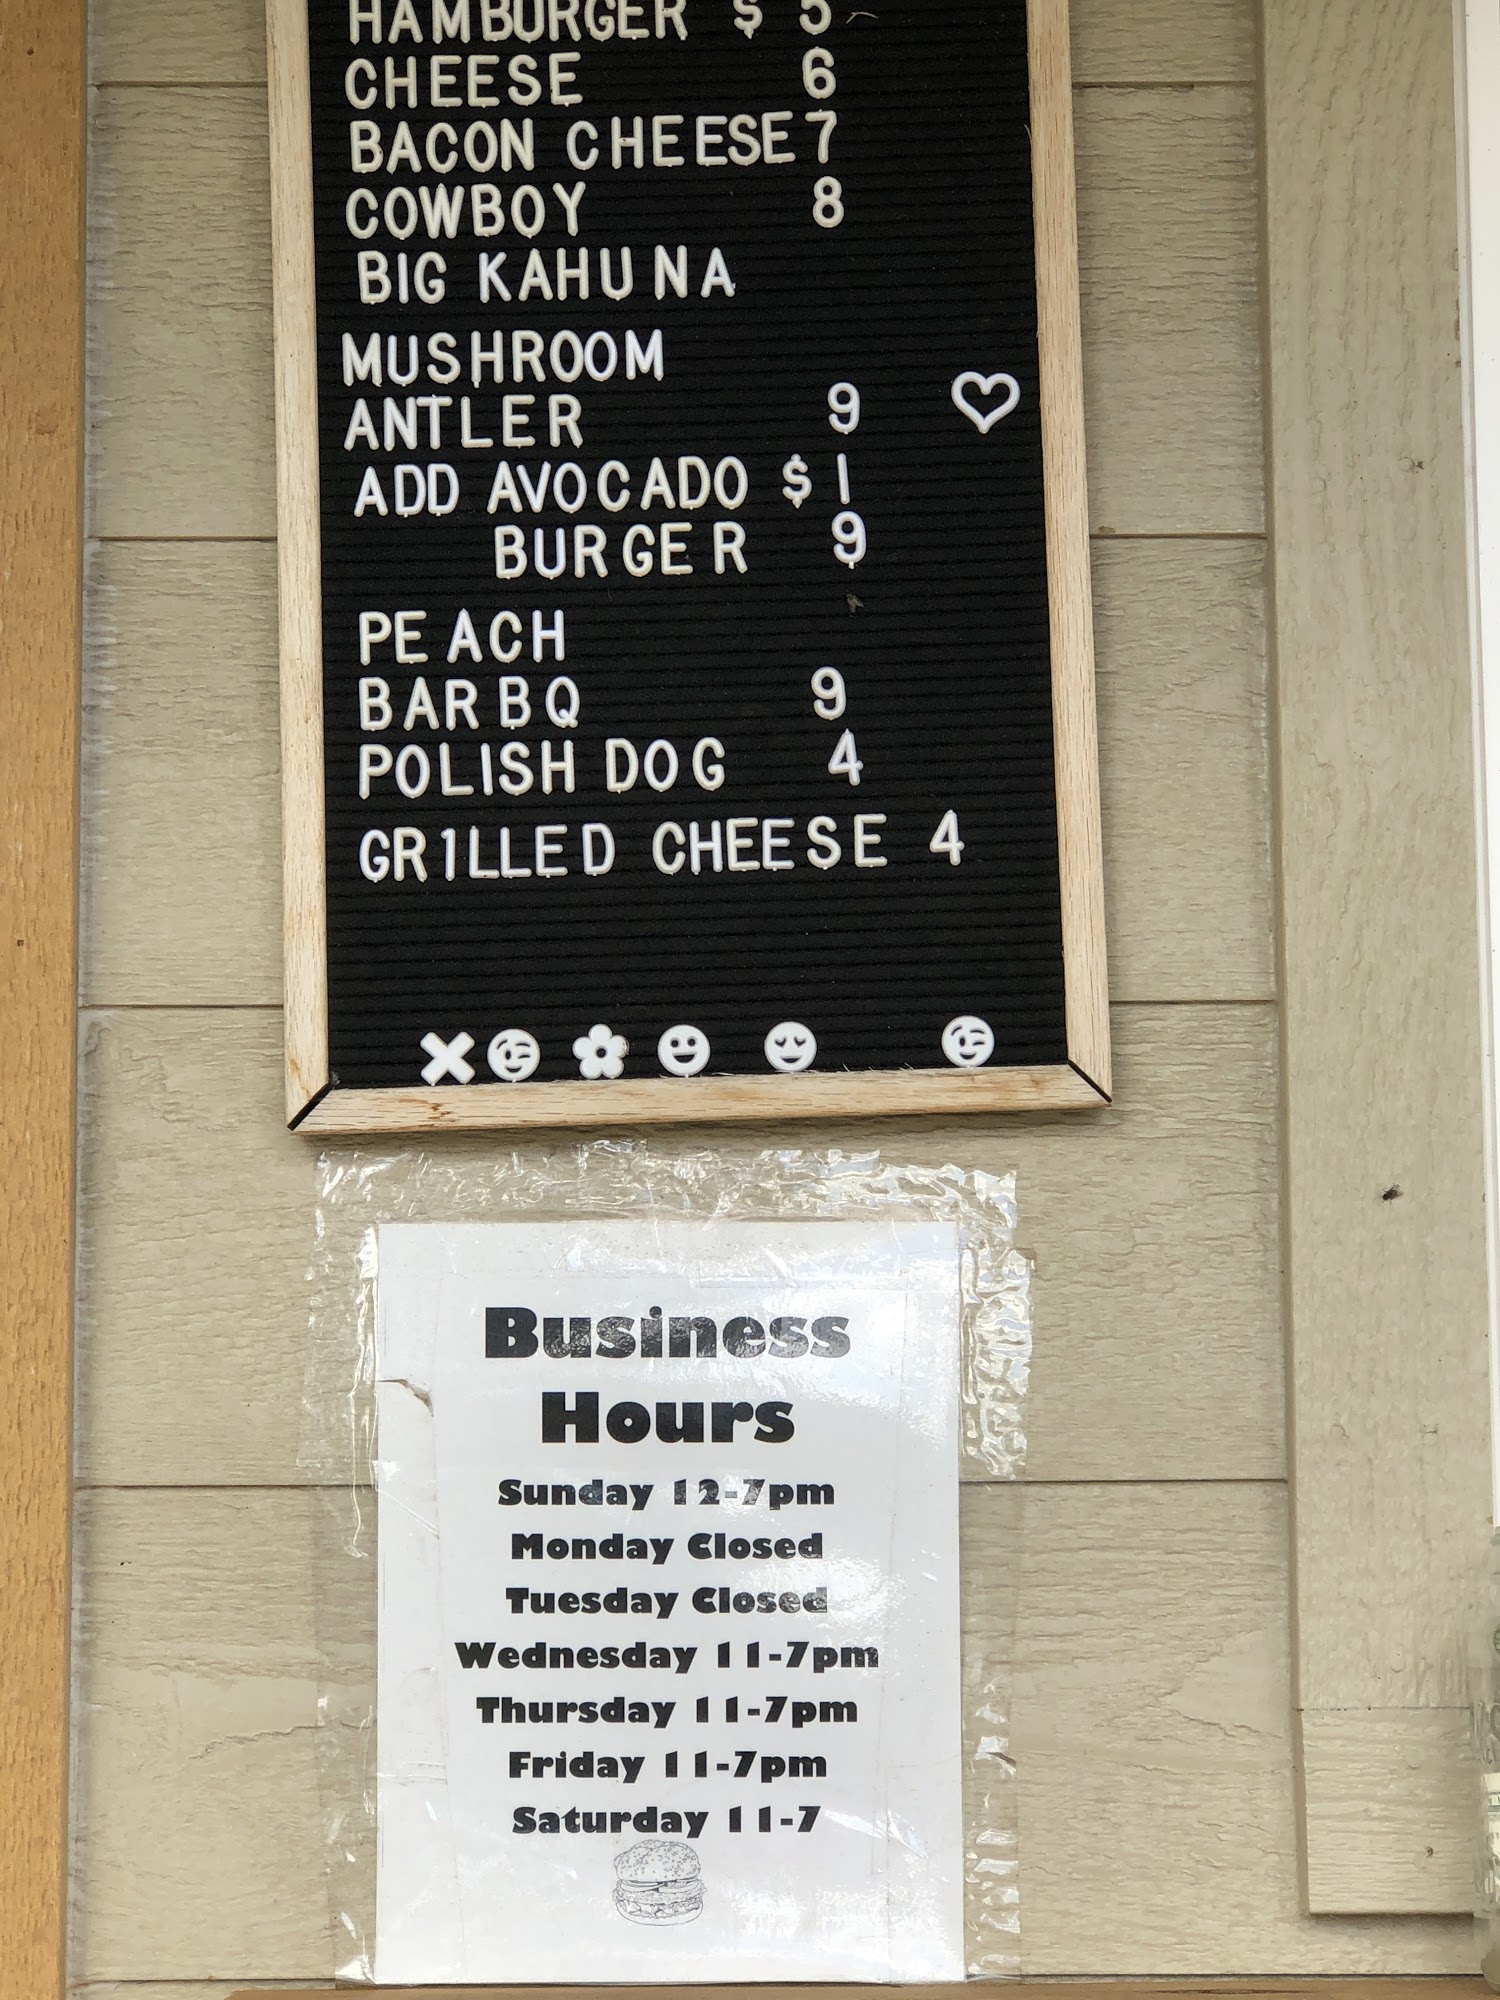 HAMBURGER $ 5
CHEESE 6
BACON CHEESE 7
COWBOY 8
BIG KAHUNA
MUSHROOM
ANTLER 9
ADD AVOCADO $ 1
BURGER 9
PEACH
BAR B Q 9
POLISH DOG 4
GR1LLED CHEESE 4
Business
Hours
Sunday 12-7pm
Monday Closed
Tuesday Closed
Wednesday 11-7pm
Thursday 11-7pm
Friday 11-7pm
Saturday 11-7